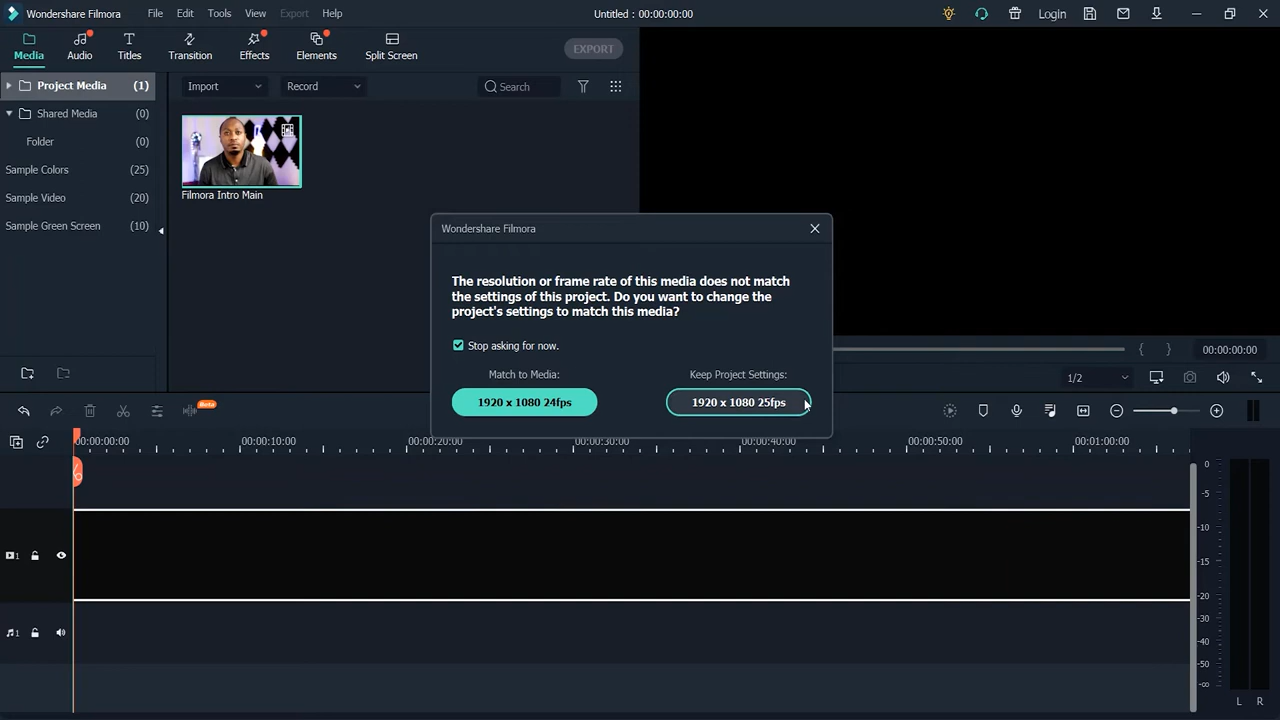 Wondershare Filmora File Edit Tools View Export Help Untitled : 00:00:00:00 Login
Media Audio Titles Transition Effects Elements Split Screen EXPORT
Project Media (1) Import Record Search
Shared Media (0)
Folder (0)
Sample Colors (25)
Sample Video (20)
Filmora Intro Main
Sample Green Screen (10)
Wondershare Filmora
The resolution or frame rate of this media does not match
the settings of this project. Do you want to change the
project's settings to match this media?
Stop asking for now.
Match to Media: Keep Project Settings:
1920 x 1080 24fps 1920 x 1080 25fps
{ } 00:00:00:00
1/2
Beta
00:00:00:00 00:00:10:00 00:00:20:00 00:00:30:00 00:00:40:00 00:00:50:00 00:01:00:00
0
-5
-10
1
-15
-20
-30
1
-40
-50
-∞
L R